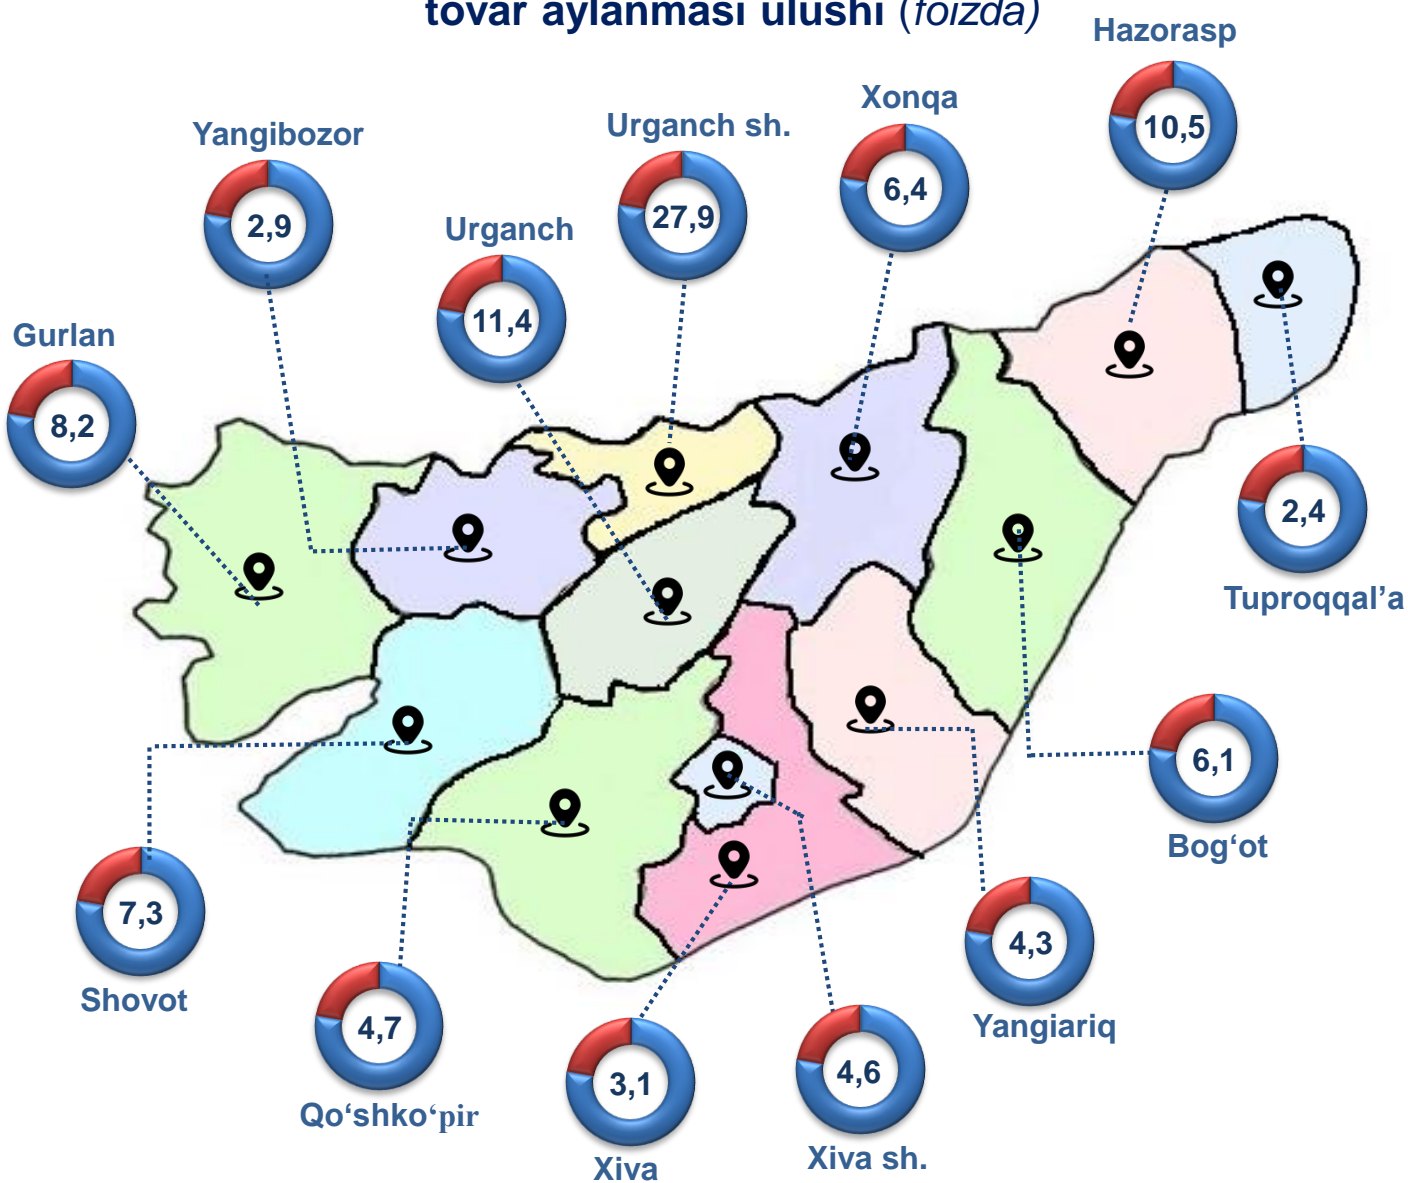 tovar aylanması ulushi (foizda)
Hazorasp
10,5
Xonqa
6,4
Urganch sh.
27,9
Yangibozor
2,9
Urganch
11,4
Gurlan
8,2
2,4
Tuproqqal’a
6,1
Bog‘ot
7,3
Shovot
4,3
Yangiariq
4,7
Qo‘shko‘pir
3,1
Xiva
4,6
Xiva sh.